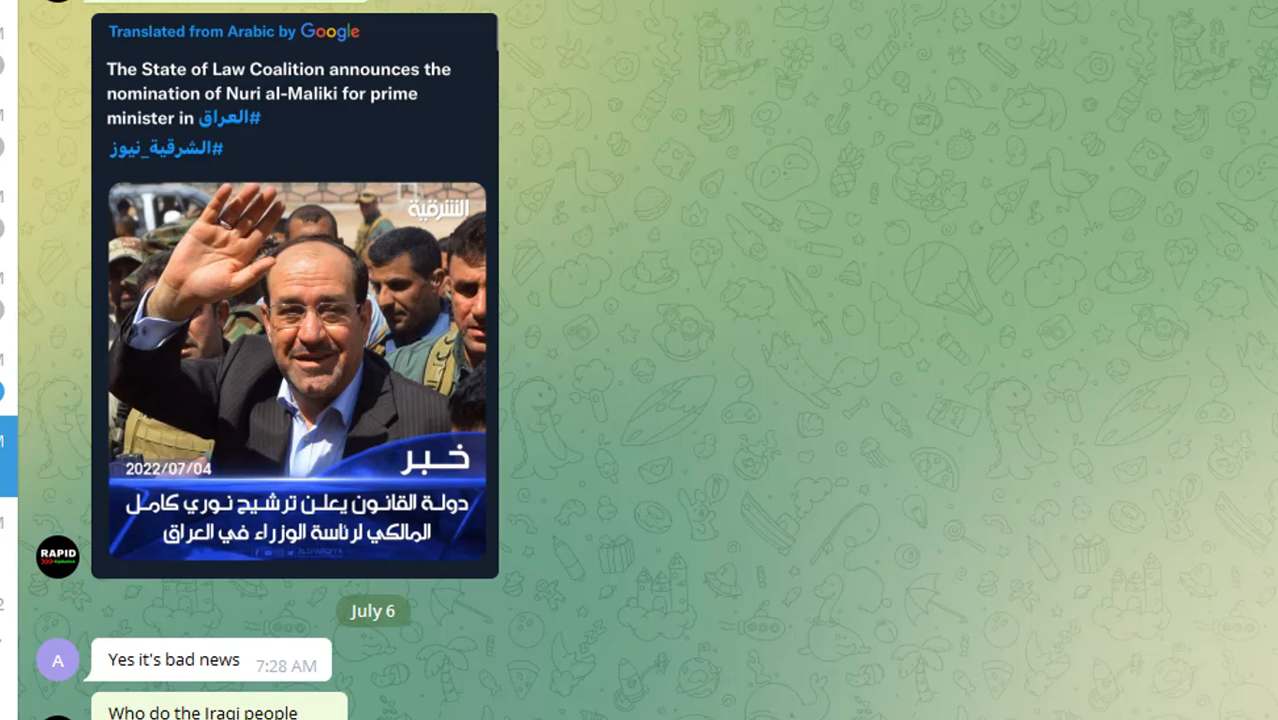 Translated from Arabic by Google
The State of Law Coalition announces the
nomination of Nuri al-Maliki for prime
minister in #العراق
#الشرقية_نيوز
الشرقية
خبر
2022/07/04
دولة القانون يعلن ترشيح نوري كامل
المالكي لرئاسة الوزراء في العراق
ALSHARQIYA
RAPID
July 6
A
Yes it's bad news 7:28 AM
Who do the Iraqi people